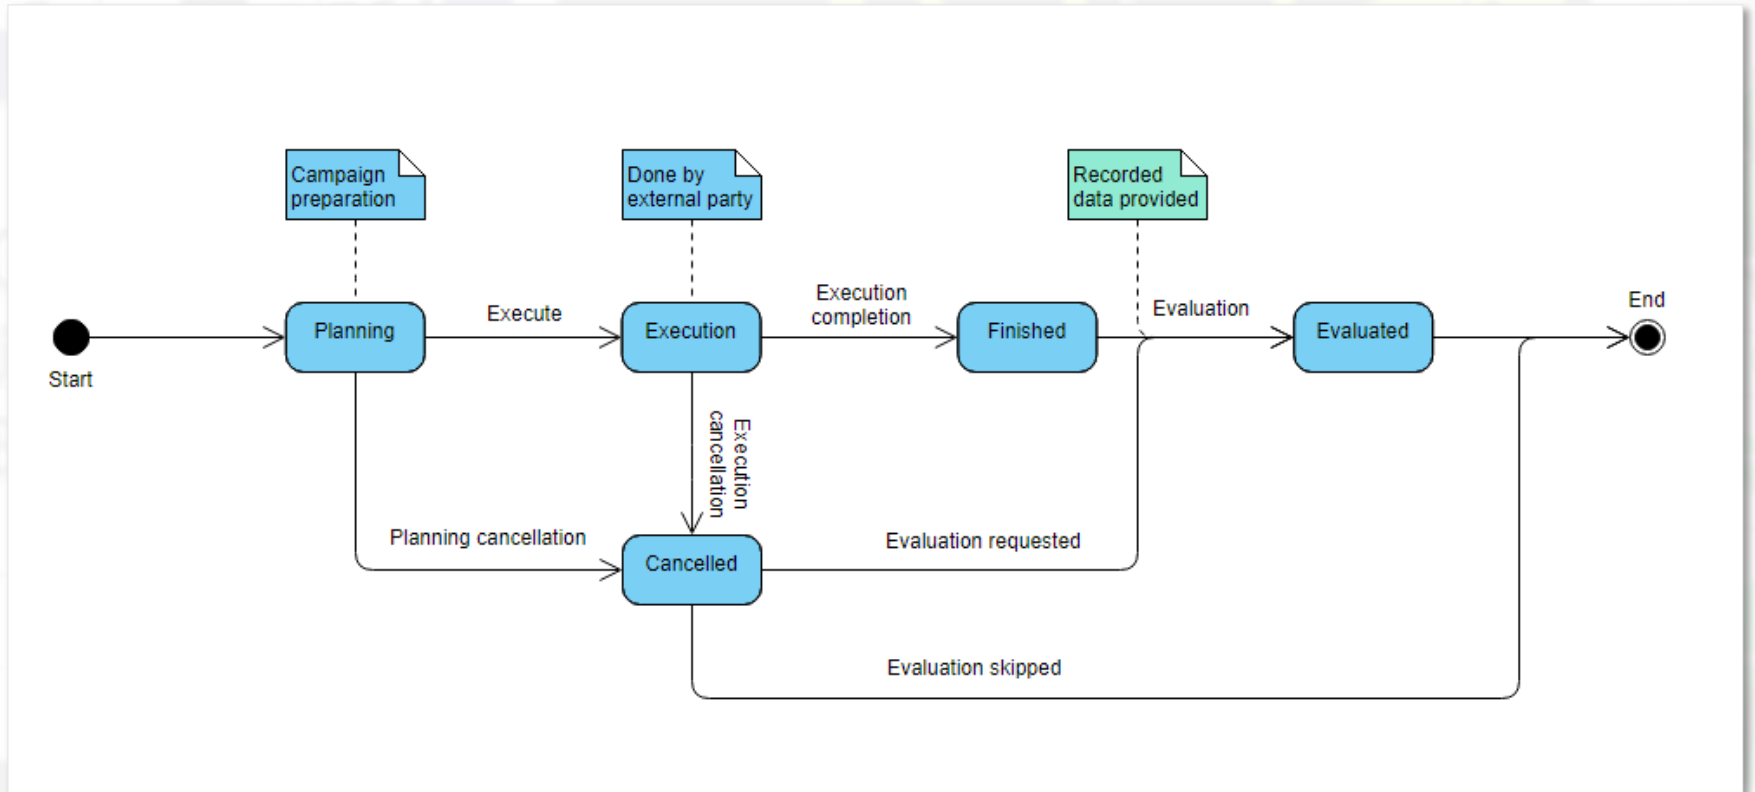 Campaign
preparation
Done by
external party
Recorded
data provided
Start
Planning
Execute
Execution
Execution
completion
Finished
Evaluation
Evaluated
End
Execution
cancellation
Planning cancellation
Cancelled
Evaluation requested
Evaluation skipped